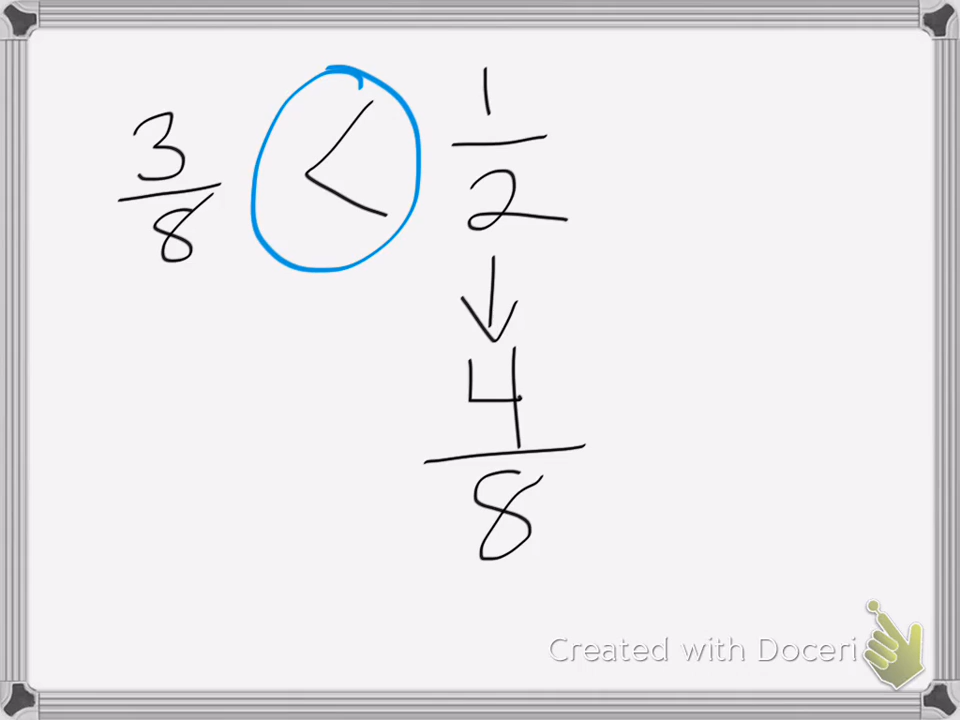 3/8 < 1/2
↓
4/8
Created with Doceri